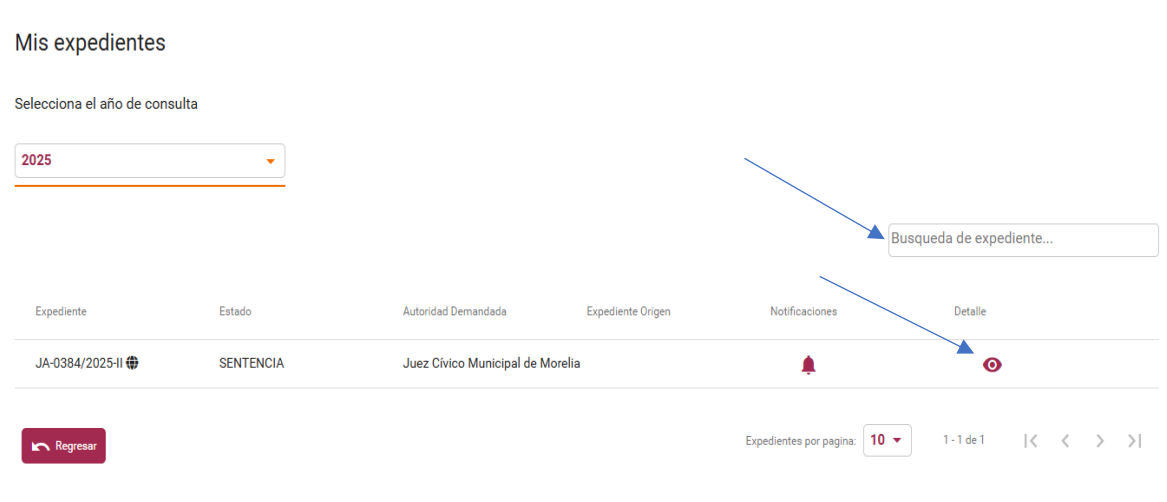 Mis expedientes
Selecciona el año de consulta
2025
Busqueda de expediente...
Expediente Estado Autoridad Demandada Expediente Origen Notificaciones Detalle
JA-0384/2025-II SENTENCIA Juez Cívico Municipal de Morelia
Regresar Expedientes por pagina: 10 1 - 1 de 1